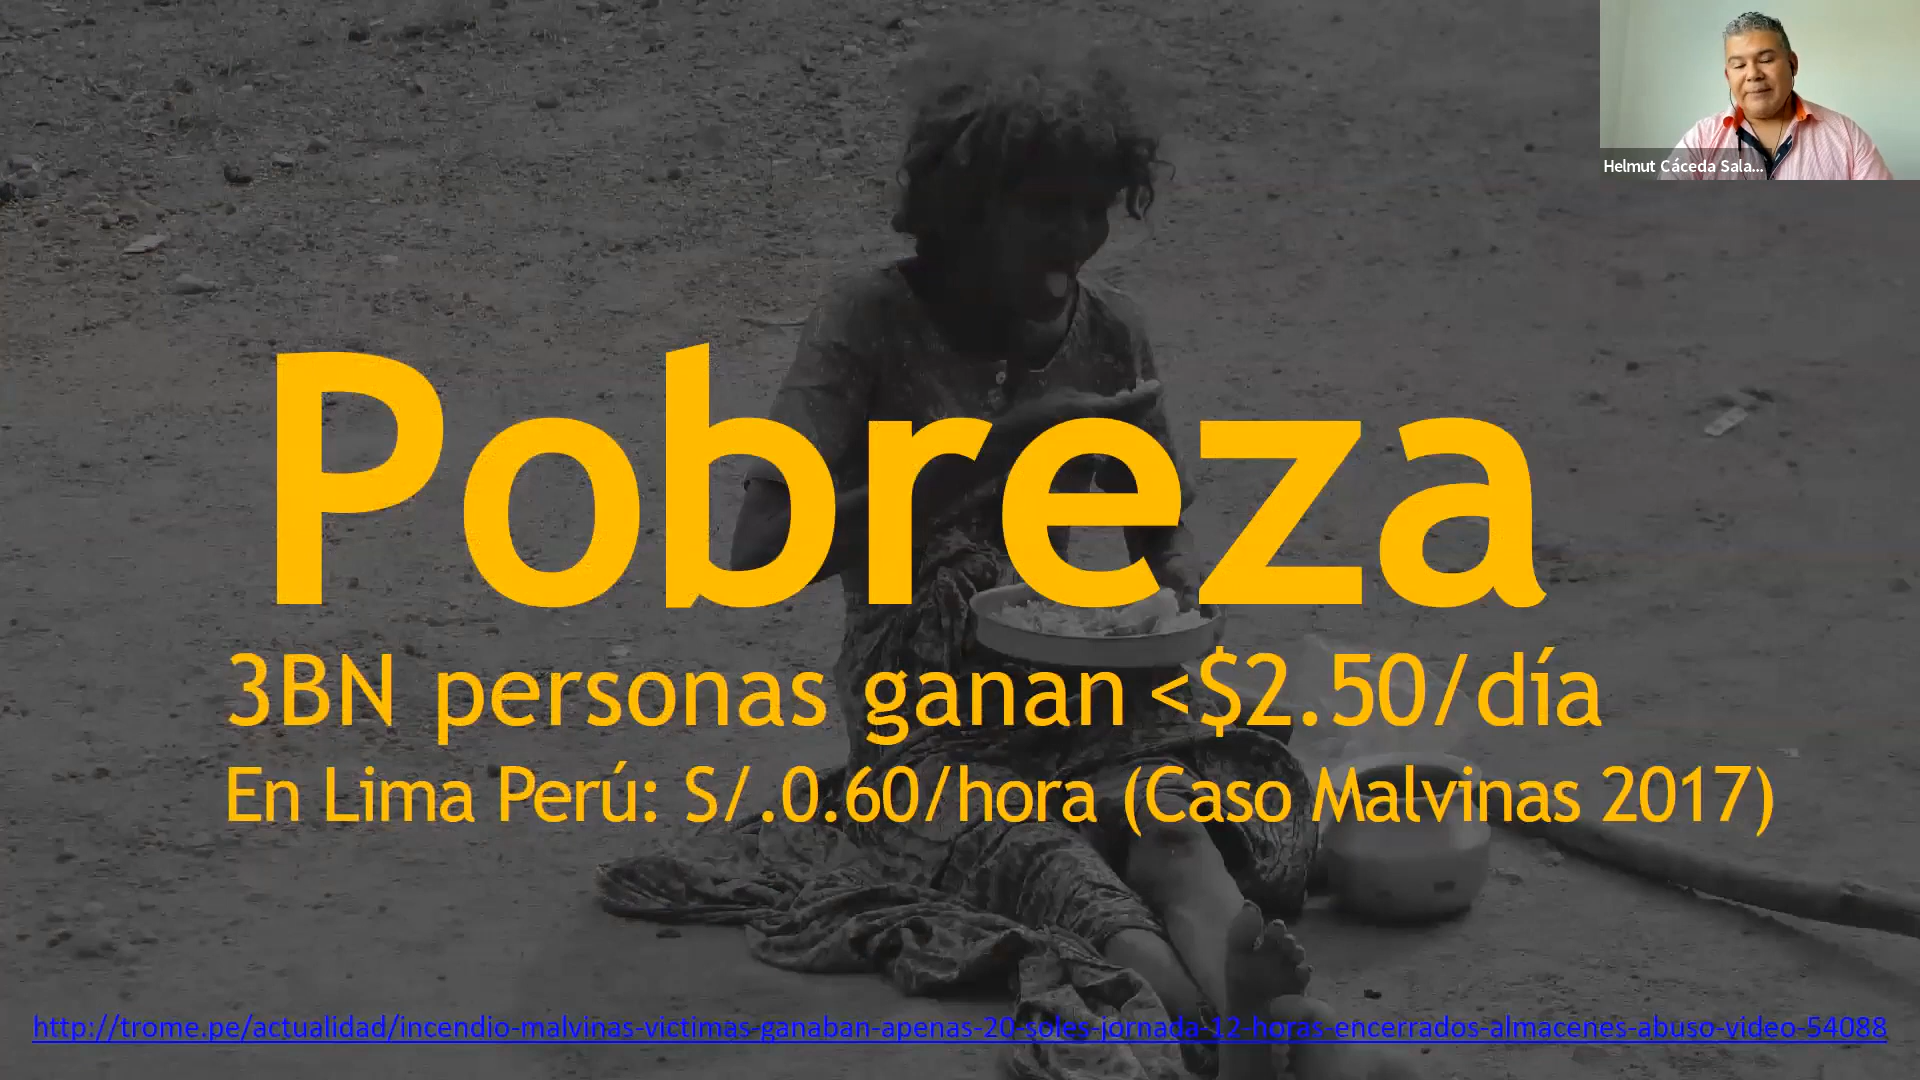 Helmut Cáceda Sala...
Pobreza
3BN personas ganan <$2.50/día
En Lima Perú: S/.0.60/hora (Caso Malvinas 2017)
http://trome.pe/actualidad/incendio-malvinas-victimas-ganaban-apenas-20-soles-jornada-12-horas-encerrados-almacenes-abuso-video-54088